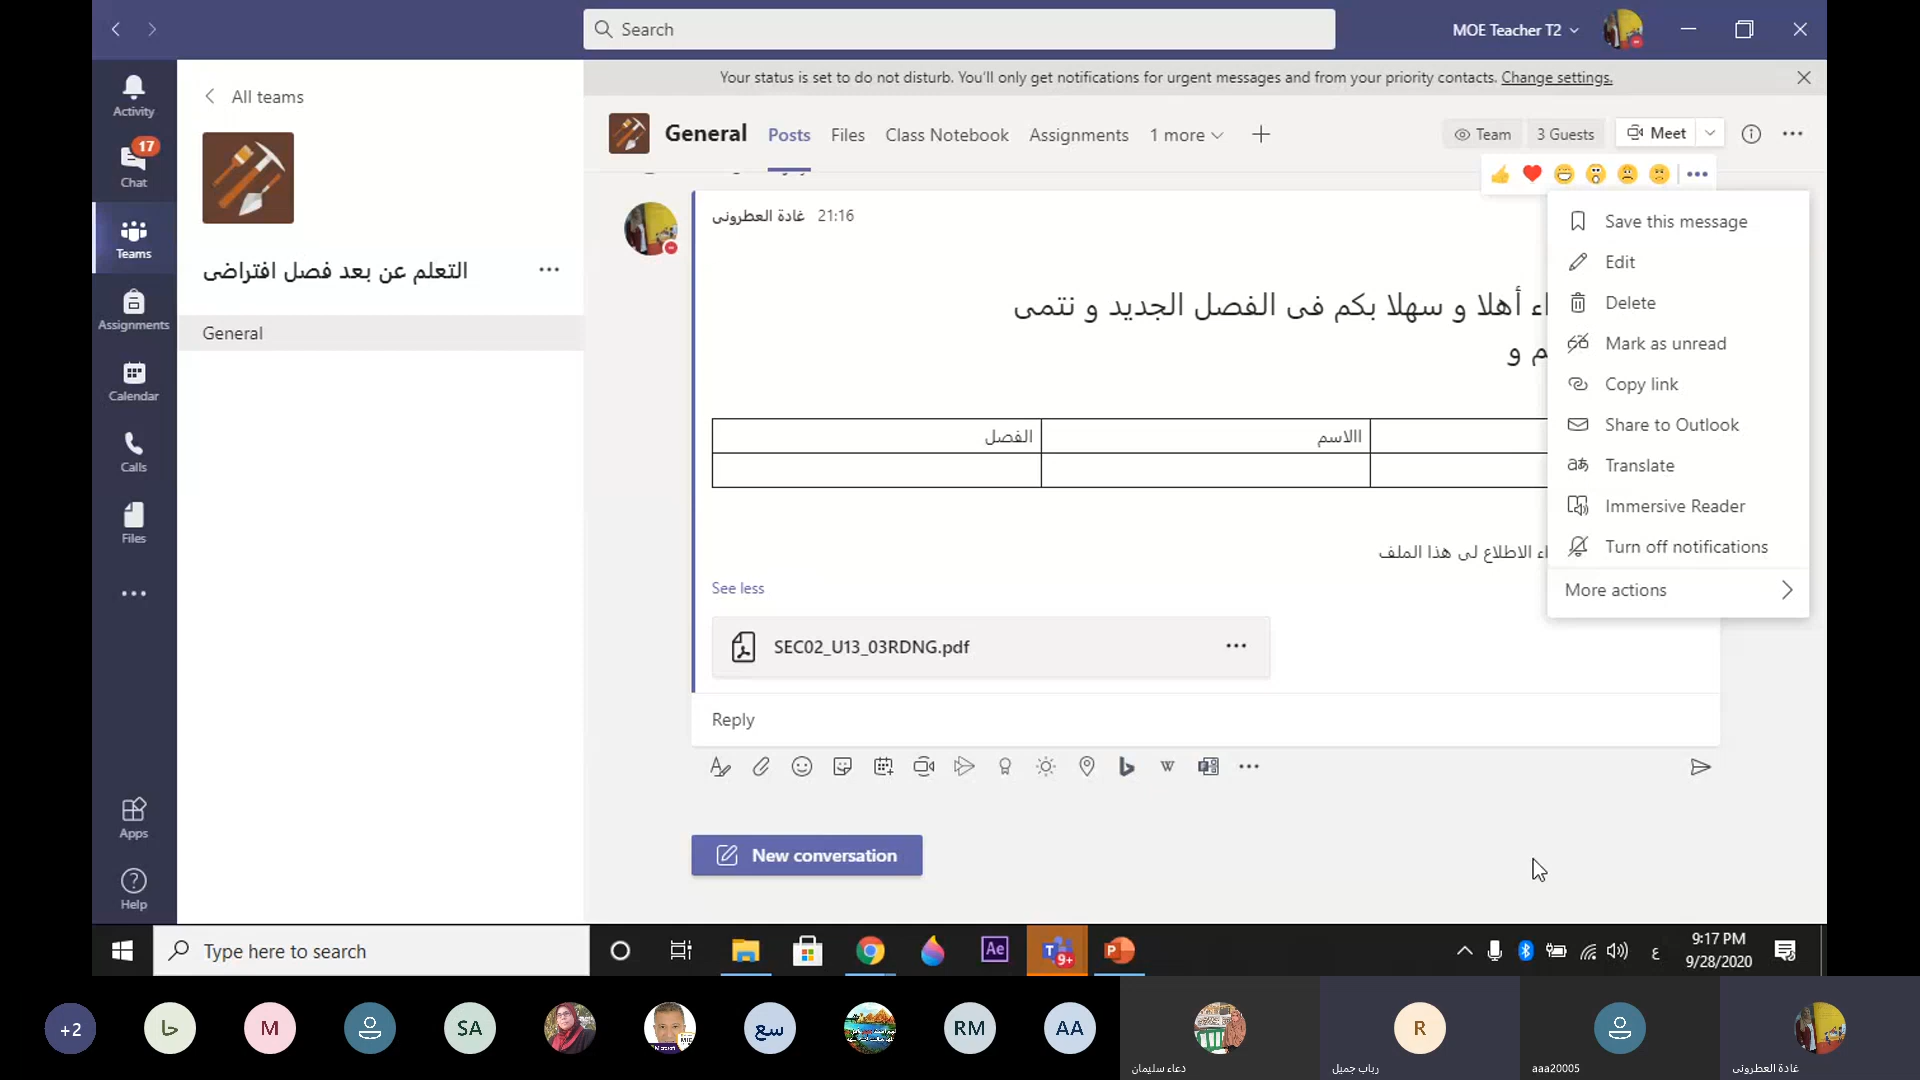 Search
MOE Teacher T2
Your status is set to do not disturb. You'll only get notifications for urgent messages and from your priority contacts. Change settings.
Activity
17
Chat
Teams
Assignments
Calendar
Calls
Files
Apps
Help
All teams
التعلم عن بعد فصل افتراضى
General
General
Posts
Files
Class Notebook
Assignments
1 more
Team
3 Guests
Meet
غادة العطرونى 21:16
أهلا و سهلا بكم فى الفصل الجديد و نتمى
و
االاسم
الفصل
الاطلاع لى هذا الملف
See less
SEC02_U13_03RDNG.pdf
Reply
New conversation
Save this message
Edit
Delete
Mark as unread
Copy link
Share to Outlook
Translate
Immersive Reader
Turn off notifications
More actions
Type here to search
Ae
9+
ع
9:17 PM
9/28/2020
+2
حا
M
SA
سع
RM
AA
دعاء سليمان
R
رباب جميل
aaa20005
غادة العطرونى